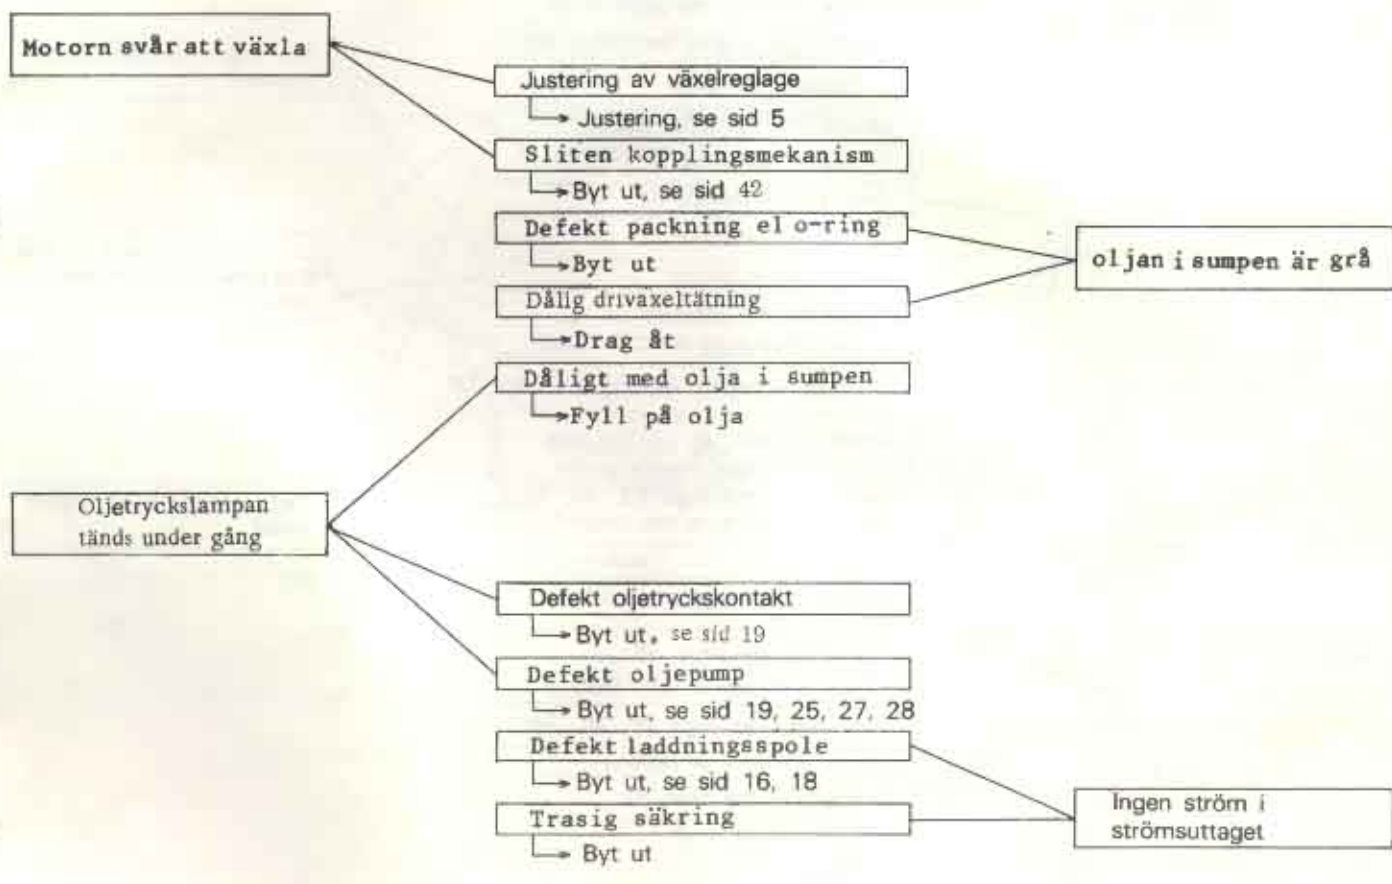 Motorn svår att växla
Justering av växelreglage
Justering, se sid 5
Sliten kopplingsmekanism
Byt ut, se sid 42
Defekt packning el o-ring
Byt ut
oljan i sumpen är grå
Dålig drivaxeltätning
Drag åt
Dåligt med olja i sumpen
Fyll på olja
Oljetryckslampan
tänds under gång
Defekt oljetryckskontakt
Byt ut, se sid 19
Defekt oljepump
Byt ut, se sid 19, 25, 27, 28
Defekt laddningsspole
Byt ut, se sid 16, 18
Trasig säkring
Byt ut
Ingen ström i
strömsuttaget